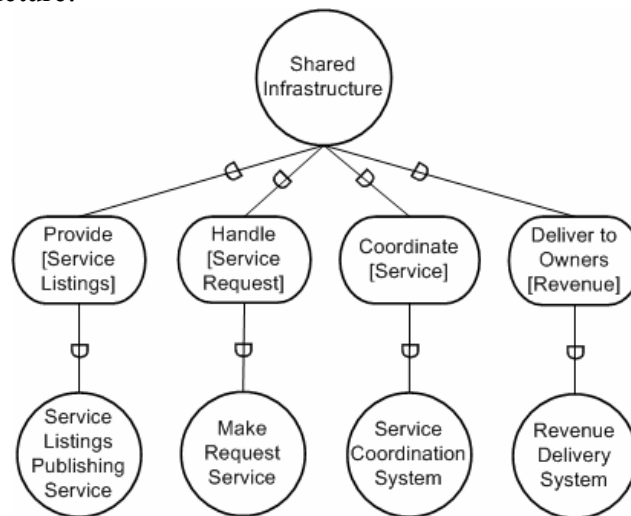 Shared
Infrastructure
Provide
[Service
Listings]
Handle
[Service
Request]
Coordinate
[Service]
Deliver to
Owners
[Revenue]
Service
Listings
Publishing
Service
Make
Request
Service
Service
Coordination
System
Revenue
Delivery
System